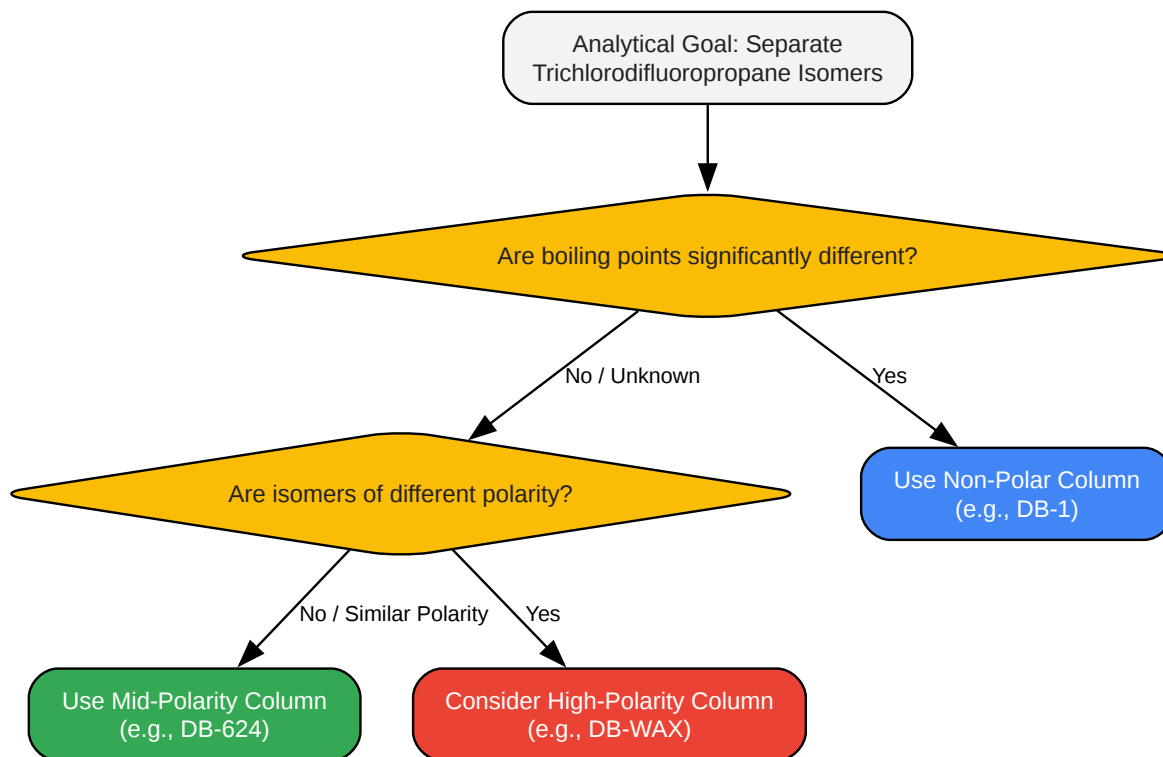 Analytical Goal: Separate
Trichlorodifluoropropane Isomers
Are boiling points significantly different?
No / Unknown
Yes
Are isomers of different polarity?
Use Non-Polar Column
(e.g., DB-1)
No / Similar Polarity
Yes
Use Mid-Polarity Column
(e.g., DB-624)
Consider High-Polarity Column
(e.g., DB-WAX)